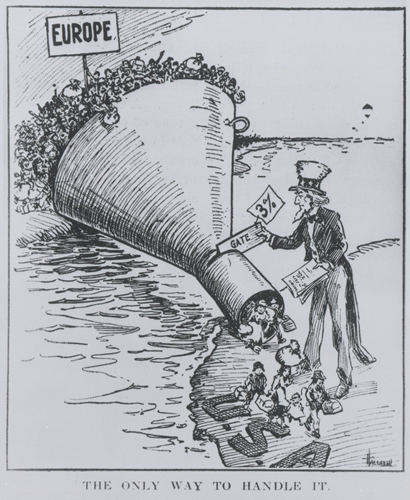 EUROPE
3%
GATE
U.S.A
THE ONLY WAY TO HANDLE IT.